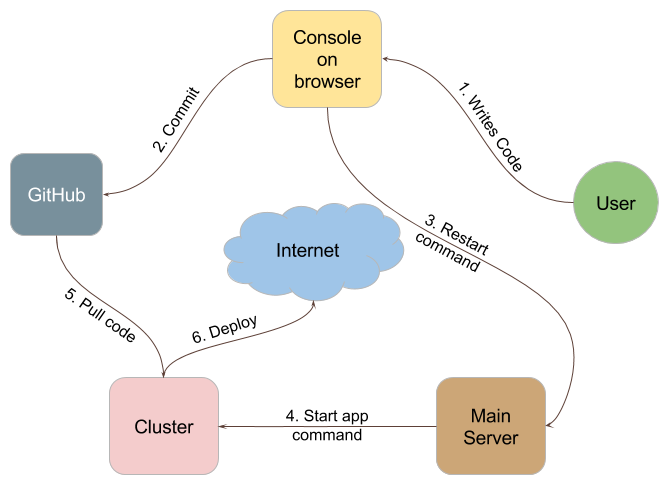 Console
on
browser
1. Writes Code
2. Commit
GitHub
User
3. Restart
command
Internet
5. Pull code
6. Deploy
Cluster
4. Start app
command
Main
Server